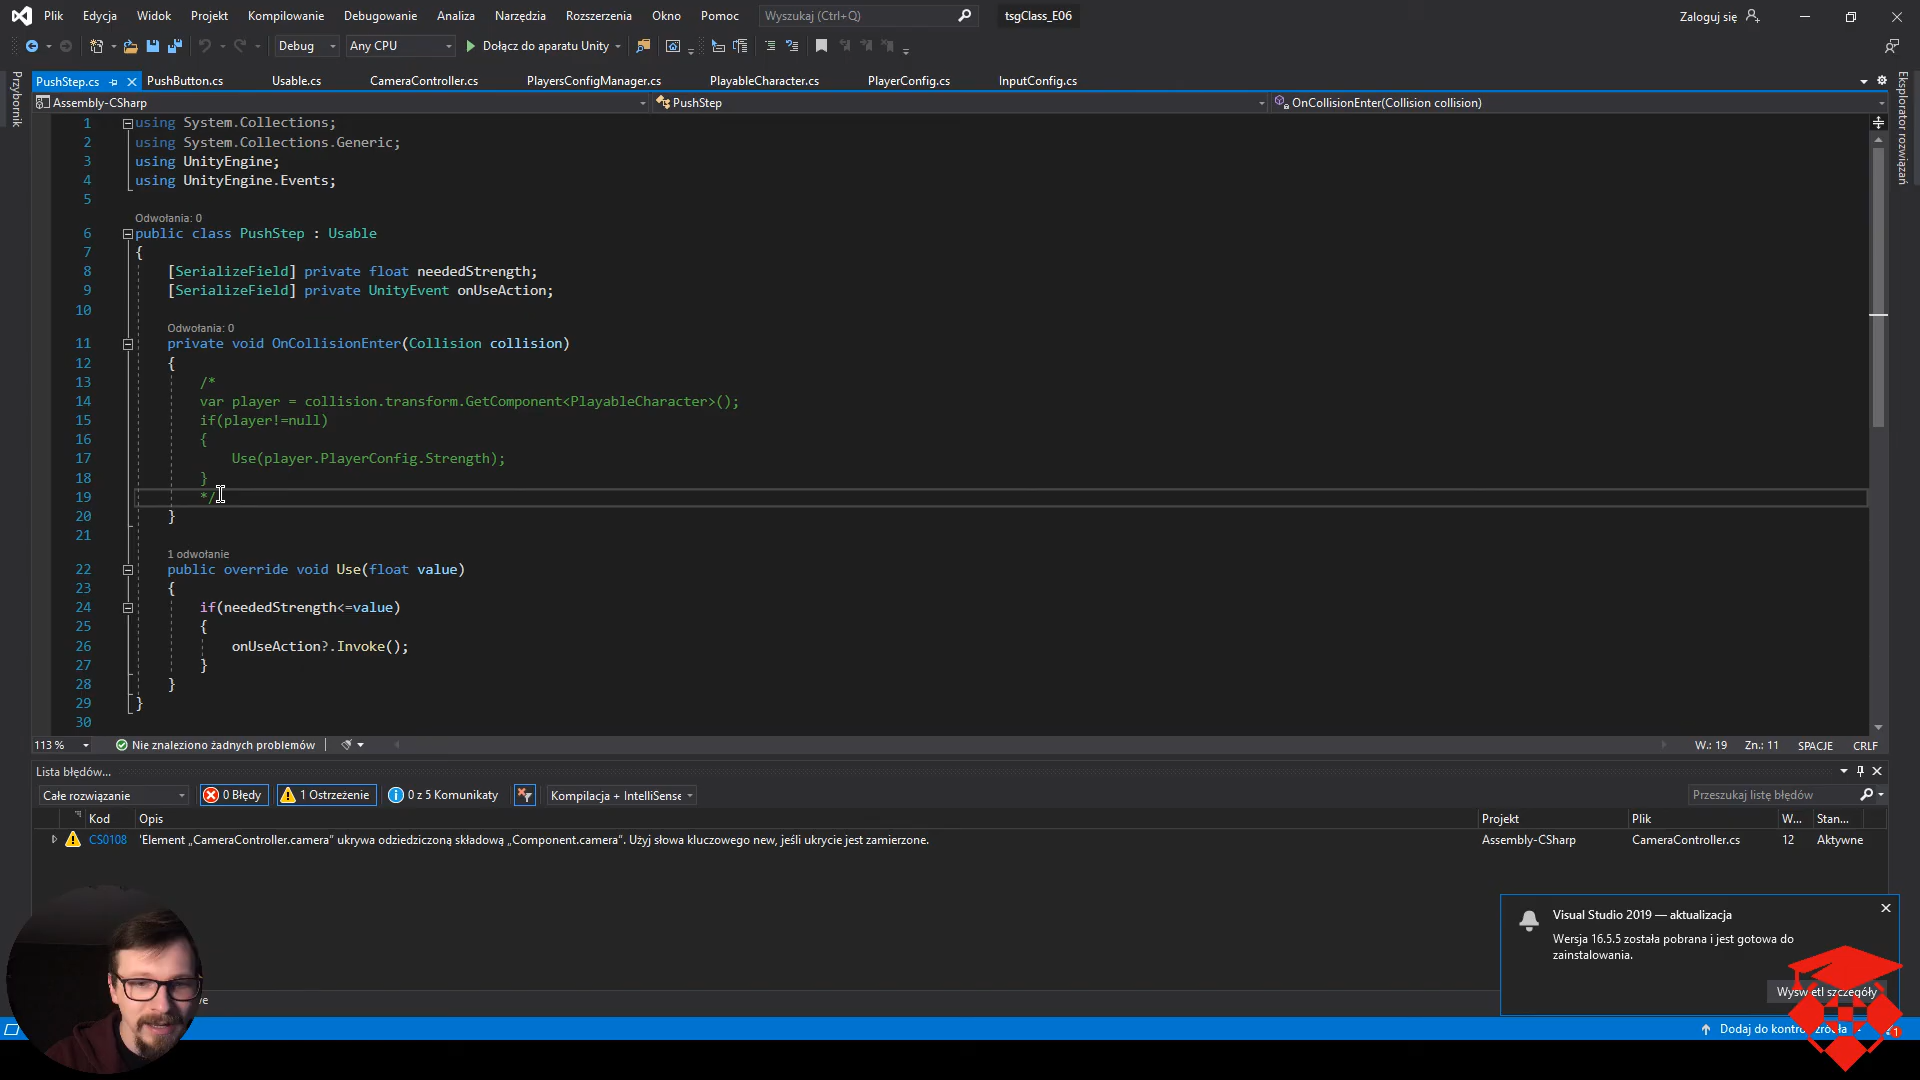 Plik Edycja Widok Projekt Kompilowanie Debugowanie Analiza Narzędzia Rozszerzenia Okno Pomoc Wyszukaj (Ctrl+Q) tsgClass_E06 Zaloguj się
Debug Any CPU Dołącz do aparatu Unity
PushStep.cs PushButton.cs Usable.cs CameraController.cs PlayersConfigManager.cs PlayableCharacter.cs PlayerConfig.cs InputConfig.cs
Przybornik
Eksplorator rozwiązań
Assembly-CSharp PushStep OnCollisionEnter(Collision collision)
1 using System.Collections;
2 using System.Collections.Generic;
3 using UnityEngine;
4 using UnityEngine.Events;
5
Odwołania: 0
6 public class PushStep : Usable
7 {
8 [SerializeField] private float neededStrength;
9 [SerializeField] private UnityEvent onUseAction;
10
Odwołania: 0
11 private void OnCollisionEnter(Collision collision)
12 {
13 /*
14 var player = collision.transform.GetComponent<PlayableCharacter>();
15 if(player!=null)
16 {
17 Use(player.PlayerConfig.Strength);
18 }
19 */
20 }
21
1 odwołanie
22 public override void Use(float value)
23 {
24 if(neededStrength<=value)
25 {
26 onUseAction?.Invoke();
27 }
28 }
29 }
30
113 % Nie znaleziono żadnych problemów W.: 19 Zn.: 11 SPACJE CRLF
Lista błędów...
Całe rozwiązanie 0 Błędy 1 Ostrzeżenie 0 z 5 Komunikaty Kompilacja + IntelliSense Przeszukaj listę błędów
Kod Opis Projekt Plik W... Stan...
CS0108 'Element „CameraController.camera” ukrywa odziedziczoną składową „Component.camera”. Użyj słowa kluczowego new, jeśli ukrycie jest zamierzone. Assembly-CSharp CameraController.cs 12 Aktywne
Visual Studio 2019 — aktualizacja
Wersja 16.5.5 została pobrana i jest gotowa do
zainstalowania.
Wyświetl szczegóły
Dodaj do kontroli źródła 1